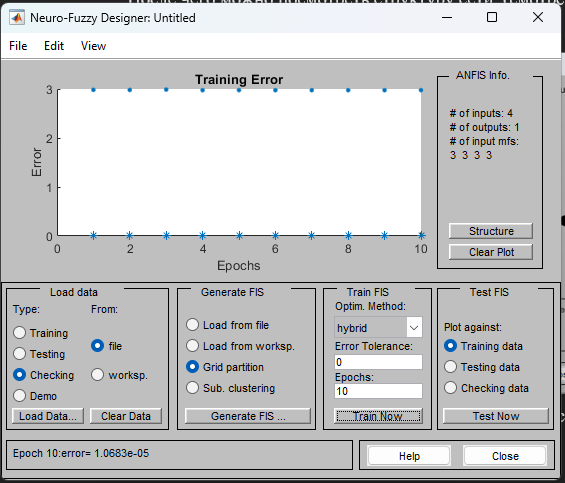 Neuro-Fuzzy Designer: Untitled
File Edit View
Training Error
3
2
1
0
Error
0 2 4 6 8 10
Epochs
ANFIS Info.
# of inputs: 4
# of outputs: 1
# of input mfs:
3 3 3 3
Structure
Clear Plot
Load data
Type: From:
Training
Testing
Checking
Demo
file
worksp.
Load Data... Clear Data
Generate FIS
Load from file
Load from worksp.
Grid partition
Sub. clustering
Generate FIS ...
Train FIS
Optim. Method:
hybrid
Error Tolerance:
0
Epochs:
10
Train Now
Test FIS
Plot against:
Training data
Testing data
Checking data
Test Now
Epoch 10:error= 1.0683e-05
Help Close